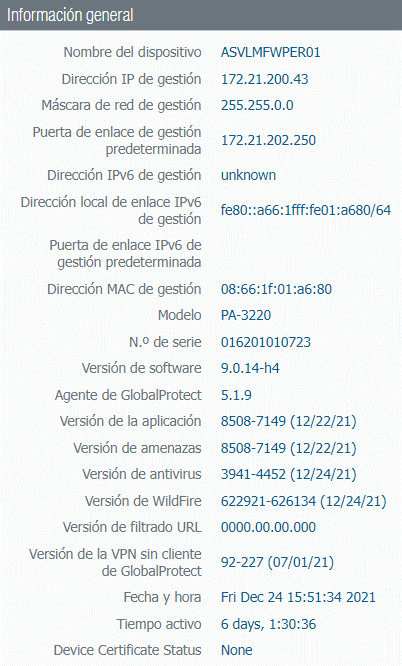 Información general
Nombre del dispositivo ASVLMFWPER01
Dirección IP de gestión 172.21.200.43
Máscara de red de gestión 255.255.0.0
Puerta de enlace de gestión
predeterminada 172.21.202.250
Dirección IPv6 de gestión unknown
Dirección local de enlace IPv6
de gestión fe80::a66:1fff:fe01:a680/64
Puerta de enlace IPv6 de
gestión predeterminada
Dirección MAC de gestión 08:66:1f:01:a6:80
Modelo PA-3220
N.º de serie 016201010723
Versión de software 9.0.14-h4
Agente de GlobalProtect 5.1.9
Versión de la aplicación 8508-7149 (12/22/21)
Versión de amenazas 8508-7149 (12/22/21)
Versión de antivirus 3941-4452 (12/24/21)
Versión de WildFire 622921-626134 (12/24/21)
Versión de filtrado URL 0000.00.00.000
Versión de la VPN sin cliente
de GlobalProtect 92-227 (07/01/21)
Fecha y hora Fri Dec 24 15:51:34 2021
Tiempo activo 6 days, 1:30:36
Device Certificate Status None